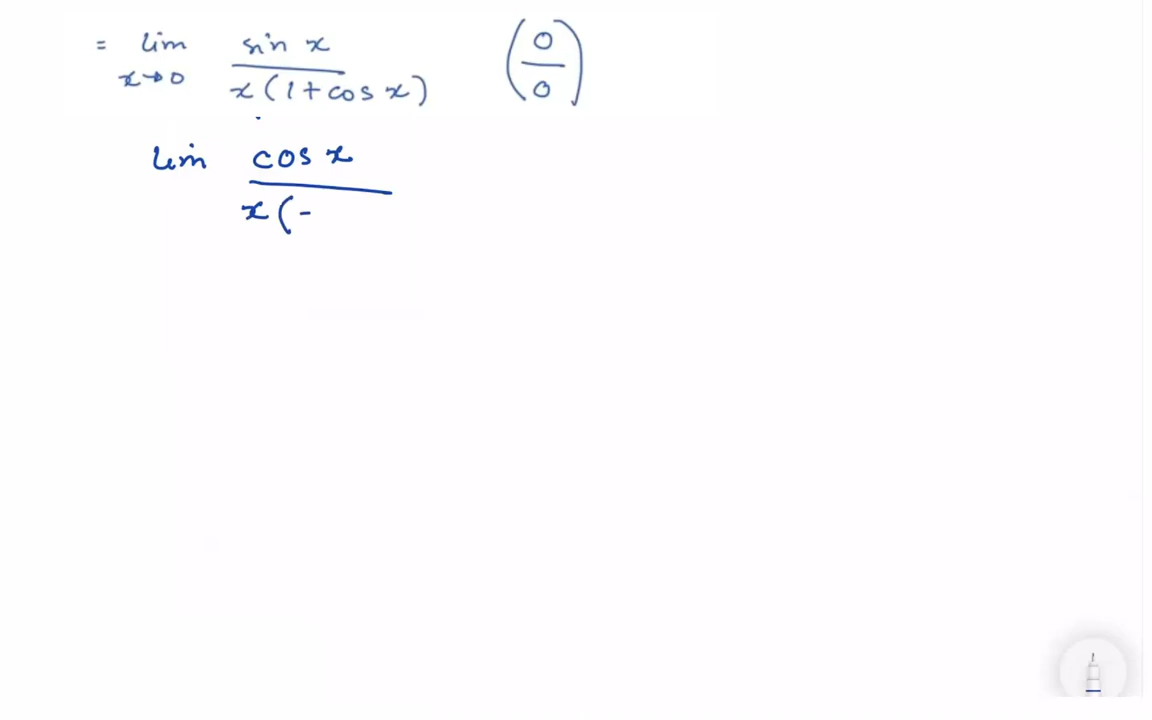 = lim sin x / x(1+cos x) (0/0)
x→0
lim cos x / x(-